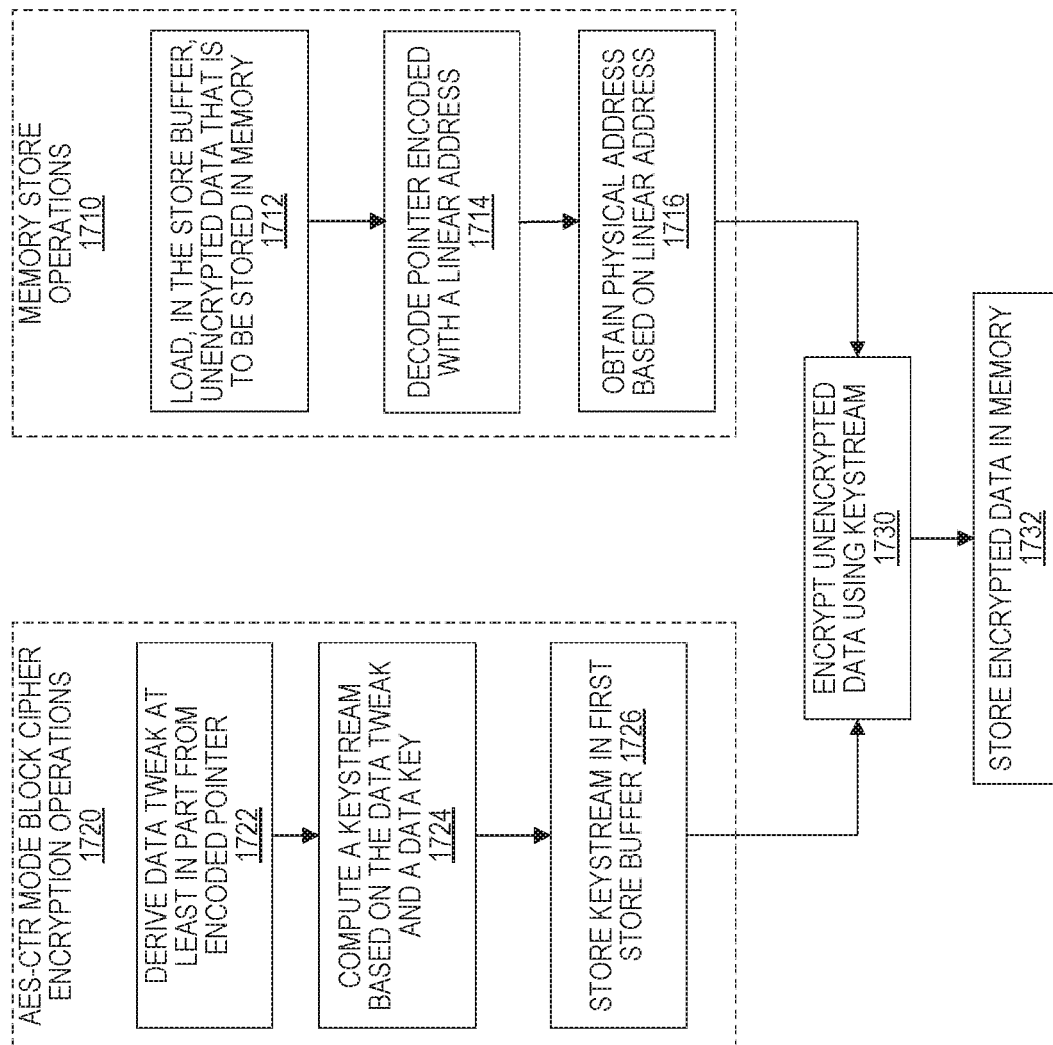 AES-CTR MODE BLOCK CIPHER
ENCRYPTION OPERATIONS
1720
DERIVE DATA TWEAK AT
LEAST IN PART FROM
ENCODED POINTER
1722
COMPUTE A KEYSTREAM
BASED ON THE DATA TWEAK
AND A DATA KEY
1724
STORE KEYSTREAM IN FIRST
STORE BUFFER 1726
MEMORY STORE
OPERATIONS
1710
LOAD, IN THE STORE BUFFER,
UNENCRYPTED DATA THAT IS
TO BE STORED IN MEMORY
1712
DECODE POINTER ENCODED
WITH A LINEAR ADDRESS
1714
OBTAIN PHYSICAL ADDRESS
BASED ON LINEAR ADDRESS
1716
ENCRYPT UNENCRYPTED
DATA USING KEYSTREAM
1730
STORE ENCRYPTED DATA IN MEMORY
1732